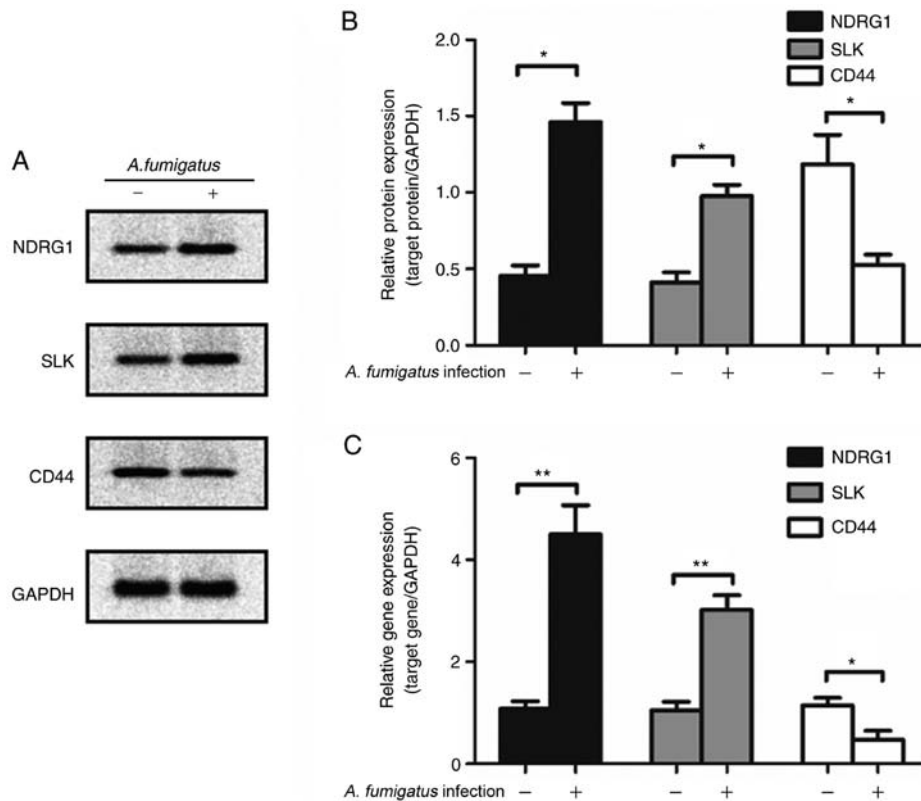 A
A.fumigatus
− +
NDRG1
SLK
CD44
GAPDH
B
NDRG1
SLK
CD44
Relative protein expression
(target protein/GAPDH)
2.0
1.5
1.0
0.5
0.0
* * *
A. fumigatus infection − + − + − +
C
NDRG1
SLK
CD44
Relative gene expression
(target gene/GAPDH)
6
4
2
0
** ** *
A. fumigatus infection − + − + − +